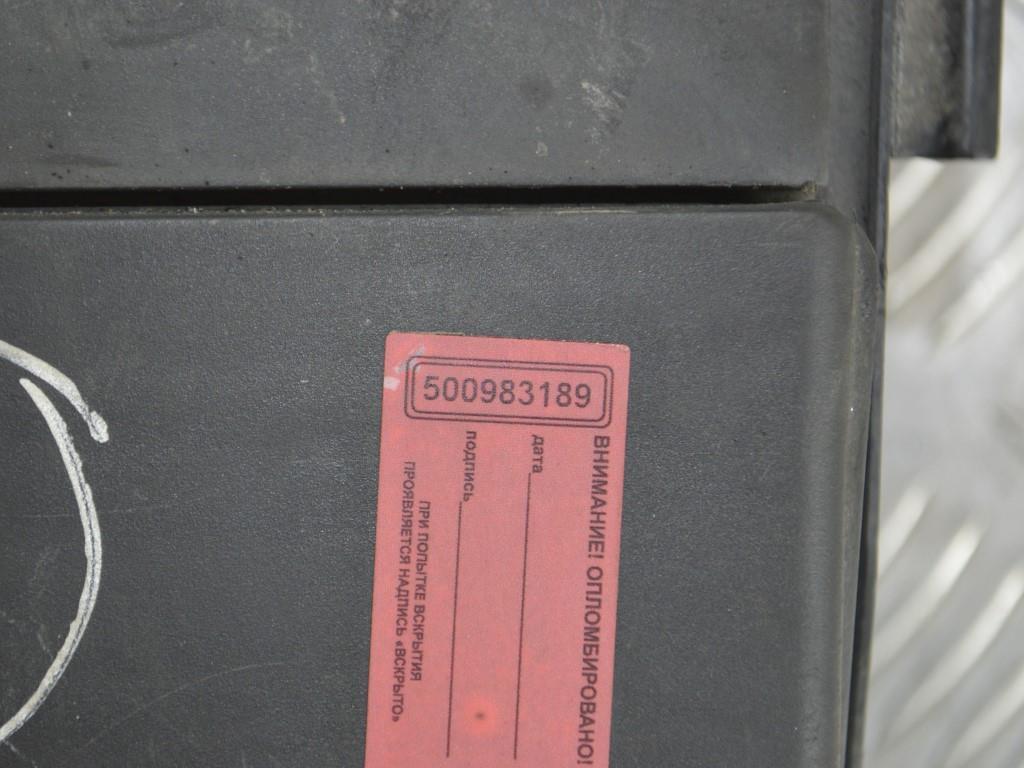 500983189
ВНИМАНИЕ! ОПЛОМБИРОВАНО!
дата
подпись
ПРИ ПОПЫТКЕ ВСКРЫТИЯ
ПРОЯВЛЯЕТСЯ НАДПИСЬ «ВСКРЫТО»